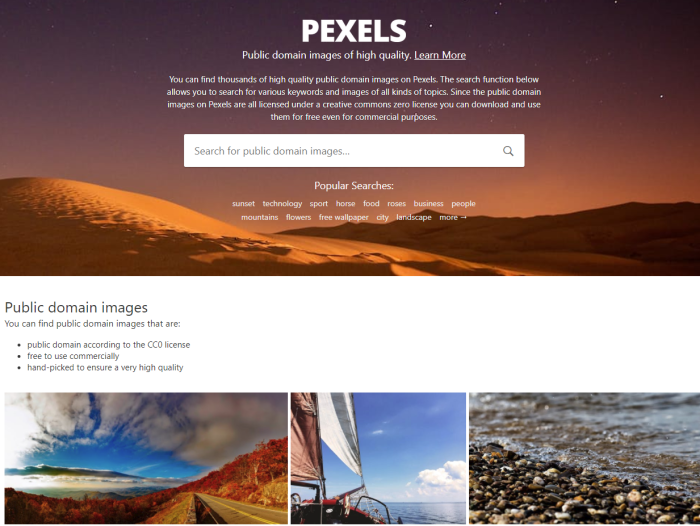 PEXELS
Public domain images of high quality. Learn More
You can find thousands of high quality public domain images on Pexels. The search function below
allows you to search for various keywords and images of all kinds of topics. Since the public domain
images on Pexels are all licensed under a creative commons zero license you can download and use
them for free even for commercial purposes.
Search for public domain images...
Popular Searches:
sunset technology sport horse food roses business people
mountains flowers free wallpaper city landscape more →
Public domain images
You can find public domain images that are:
• public domain according to the CC0 license
• free to use commercially
• hand-picked to ensure a very high quality